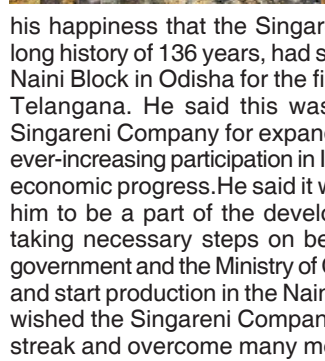 his happiness that the Singar
long history of 136 years, had s
Naini Block in Odisha for the fi
Telangana. He said this was
Singareni Company for expand
ever-increasing participation in I
economic progress.He said it w
him to be a part of the develo
taking necessary steps on be
government and the Ministry of C
and start production in the Nain
wished the Singareni Compan
streak and overcome many mo